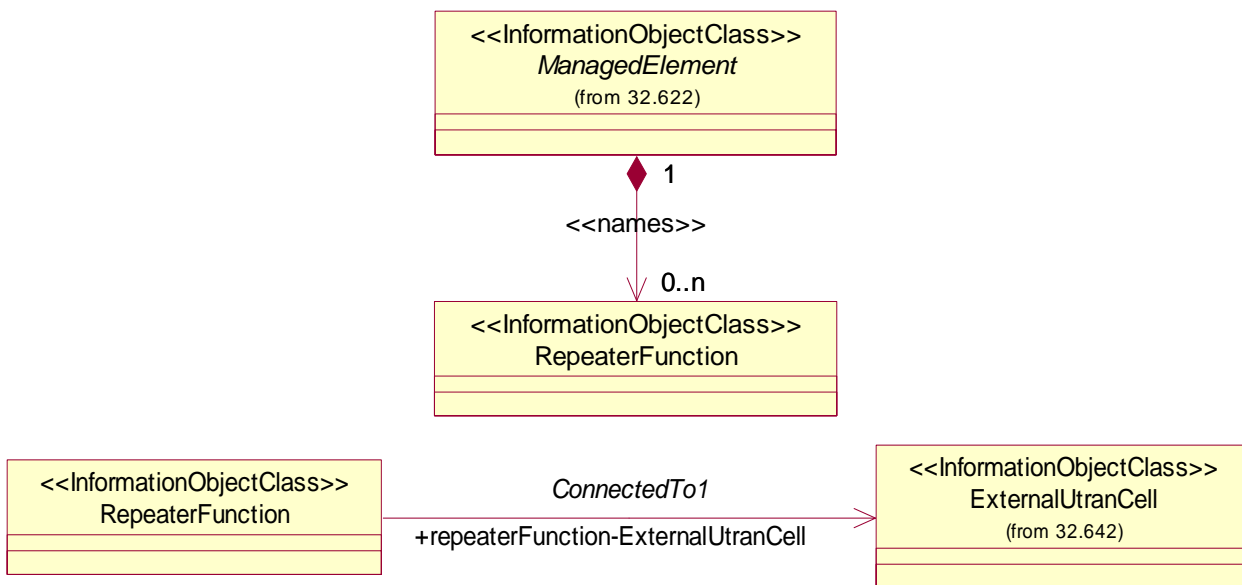 <<InformationObjectClass>>
ManagedElement
(from 32.622)
1
<<names>>
0..n
<<InformationObjectClass>>
RepeaterFunction
<<InformationObjectClass>>
RepeaterFunction
ConnectedTo1
+repeaterFunction-ExternalUtranCell
<<InformationObjectClass>>
ExternalUtranCell
(from 32.642)